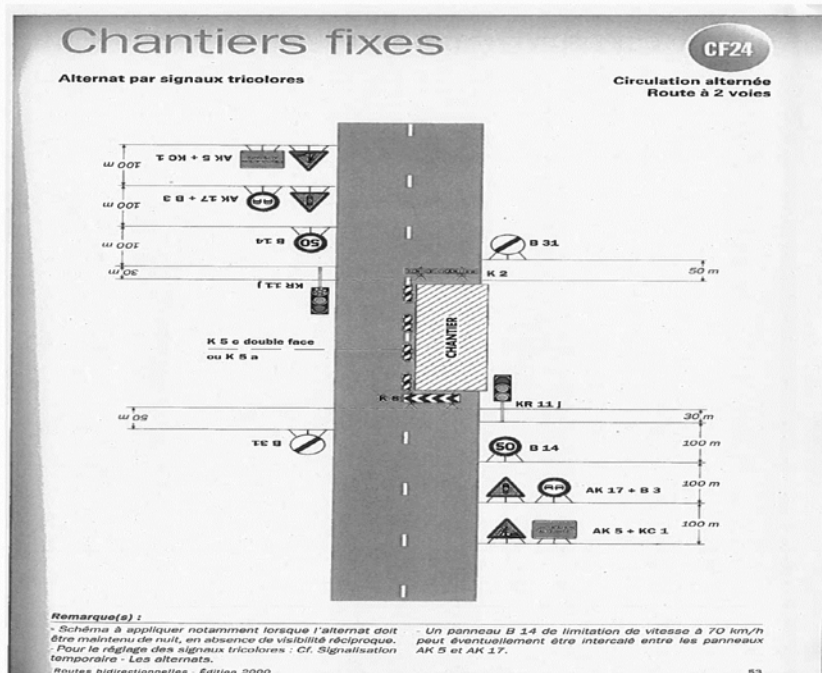 Chantiers fixes
CF24
Alternat par signaux tricolores
Circulation alternée
Route à 2 voies
100 m
AK 5 + KC 1
100 m
AK 17 + B 3
100 m
50
B 14
30 m
KR 11 j
B 31
K 2
50 m
K 5 c double face
ou K 5 a
CHANTIER
K 8
KR 11 j
50 m
30 m
B 31
50
B 14
100 m
AK 17 + B 3
100 m
AK 5 + KC 1
100 m
Remarque(s) :
- Schéma à appliquer notamment lorsque l'alternat doit
être maintenu de nuit, en absence de visibilité réciproque.
- Pour le réglage des signaux tricolores : Cf. Signalisation
temporaire - Les alternats.
- Un panneau B 14 de limitation de vitesse à 70 km/h
peut éventuellement être intercalé entre les panneaux
AK 5 et AK 17.
Routes bidirectionnelles - Édition 2000
53